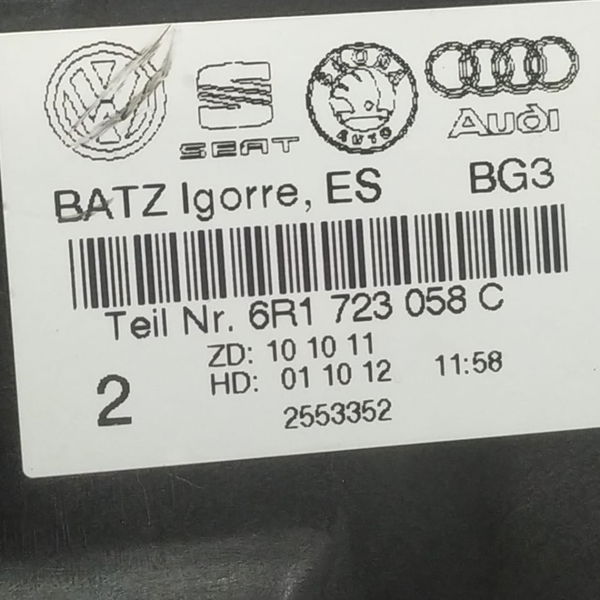 SEAT
SKODA
AUTO
Audi
BATZ Igorre, ES BG3
Teil Nr. 6R1 723 058 C
ZD: 10 10 11
HD: 01 10 12 11:58
2
2553352